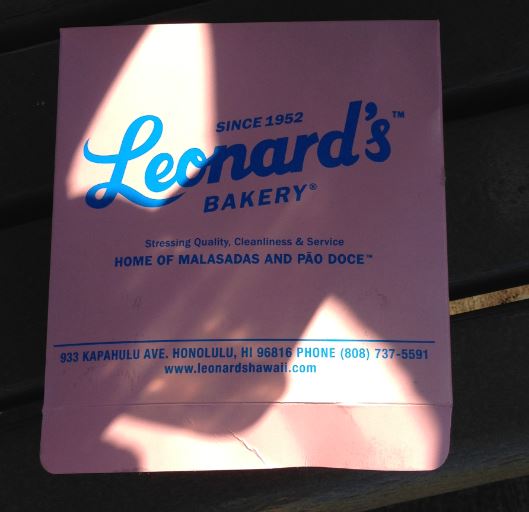 SINCE 1952
Leonard's™
BAKERY®
Stressing Quality, Cleanliness & Service
HOME OF MALASADAS AND PÃO DOCE™
933 KAPAHULU AVE. HONOLULU, HI 96816 PHONE (808) 737-5591
www.leonardshawaii.com